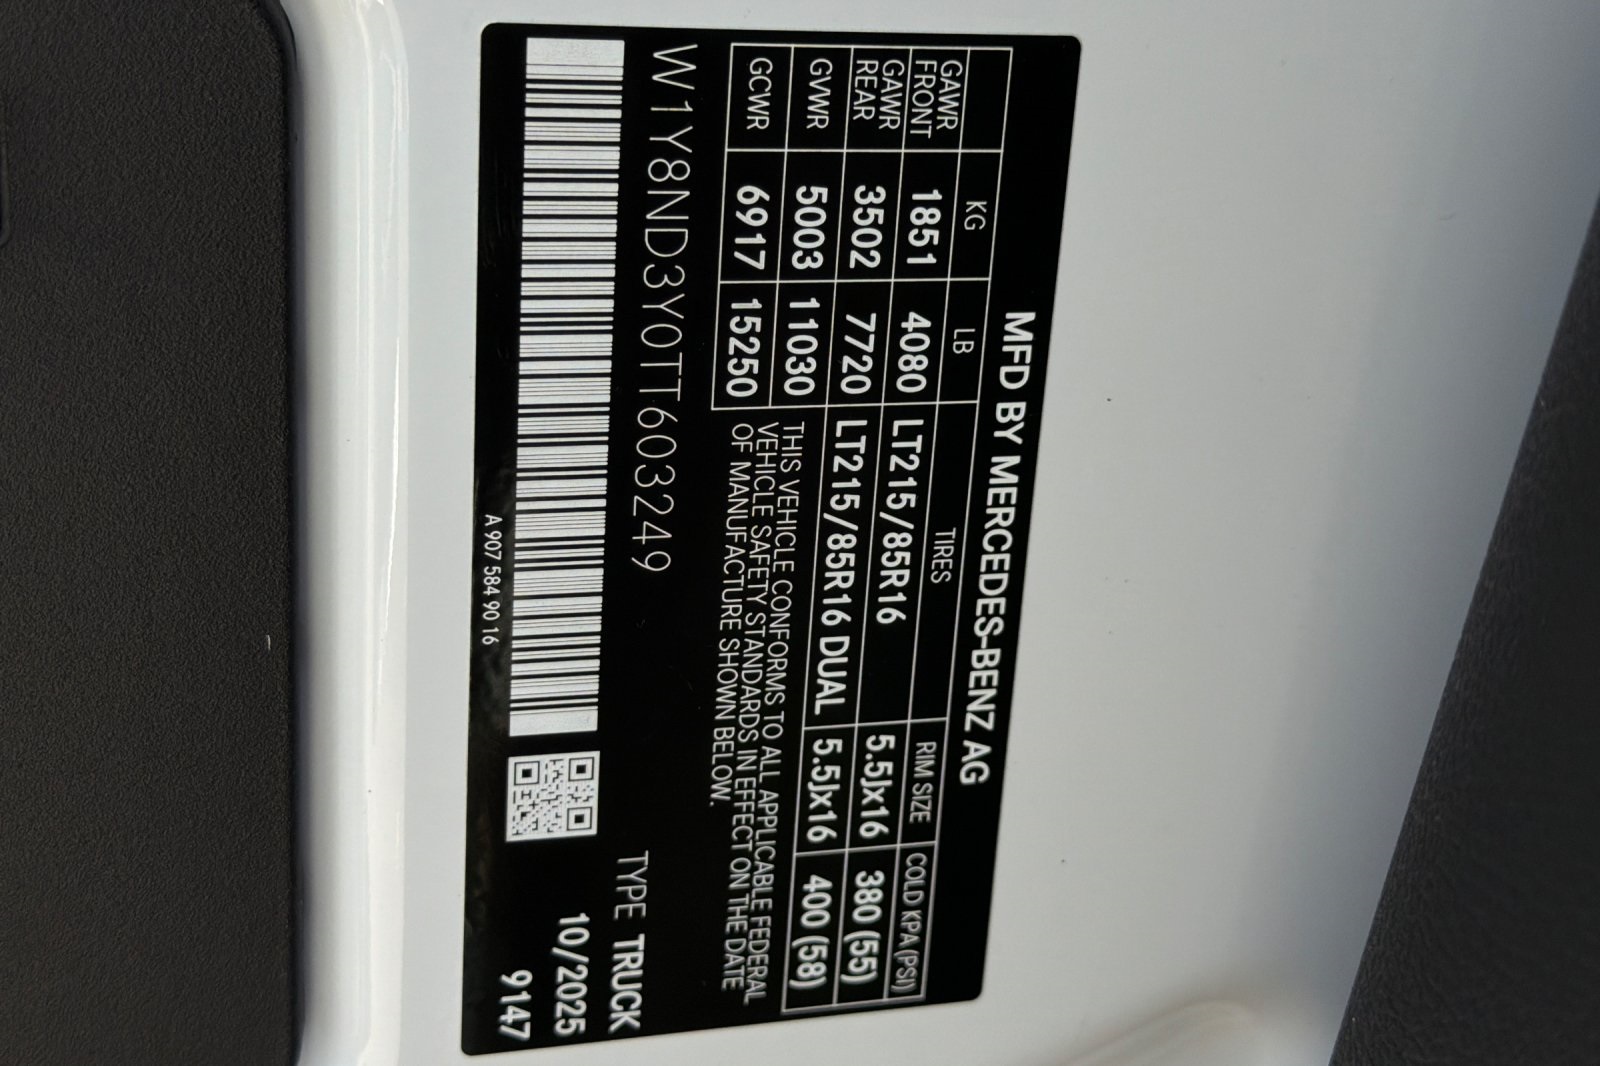 MFD BY MERCEDES-BENZ AG
KG LB TIRES RIM SIZE COLD KPA (PSI)
GAWR FRONT 1851 4080 LT215/85R16 5.5Jx16 380 (55)
GAWR REAR 3502 7720 LT215/85R16 DUAL 5.5Jx16 400 (58)
GVWR 5003 11030
GCWR 6917 15250
THIS VEHICLE CONFORMS TO ALL APPLICABLE FEDERAL
VEHICLE SAFETY STANDARDS IN EFFECT ON THE DATE
OF MANUFACTURE SHOWN BELOW.
W1Y8ND3Y0TT603249
TYPE TRUCK
10/2025
9147
A 907 584 90 16